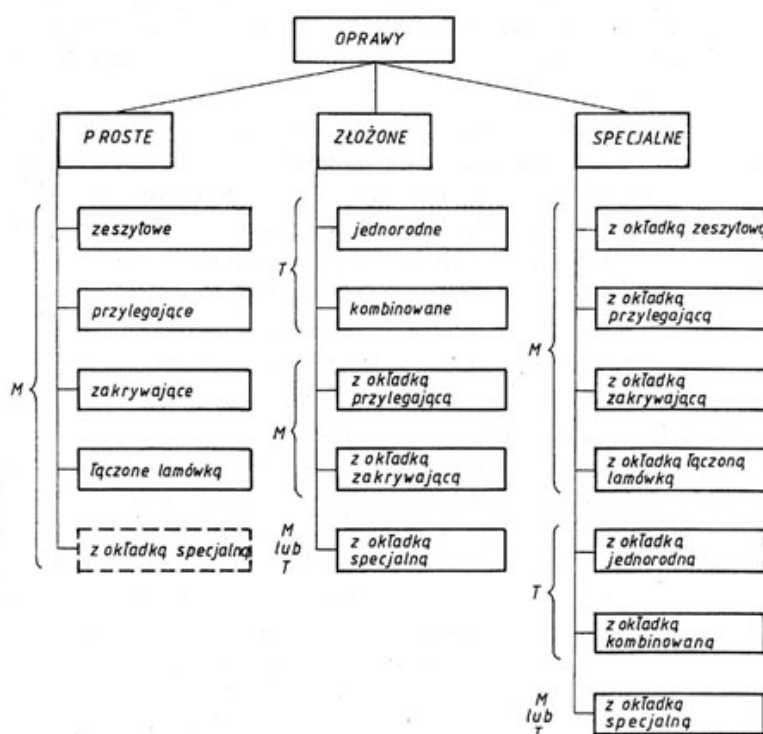 OPRAWY
PROSTE
ZŁOŻONE
SPECJALNE
M
zeszytowe
przylegające
zakrywające
łączone lamówką
z okładką specjalną
T
jednorodne
kombinowane
M
z okładką
przylegającą
z okładką
zakrywającą
M
lub
T
z okładką
specjalną
M
z okładką zeszytową
z okładką
przylegającą
z okładką
zakrywającą
z okładką łączoną
lamówką
T
z okładką
jednorodną
z okładką
kombinowaną
M
lub
T
z okładką
specjalną